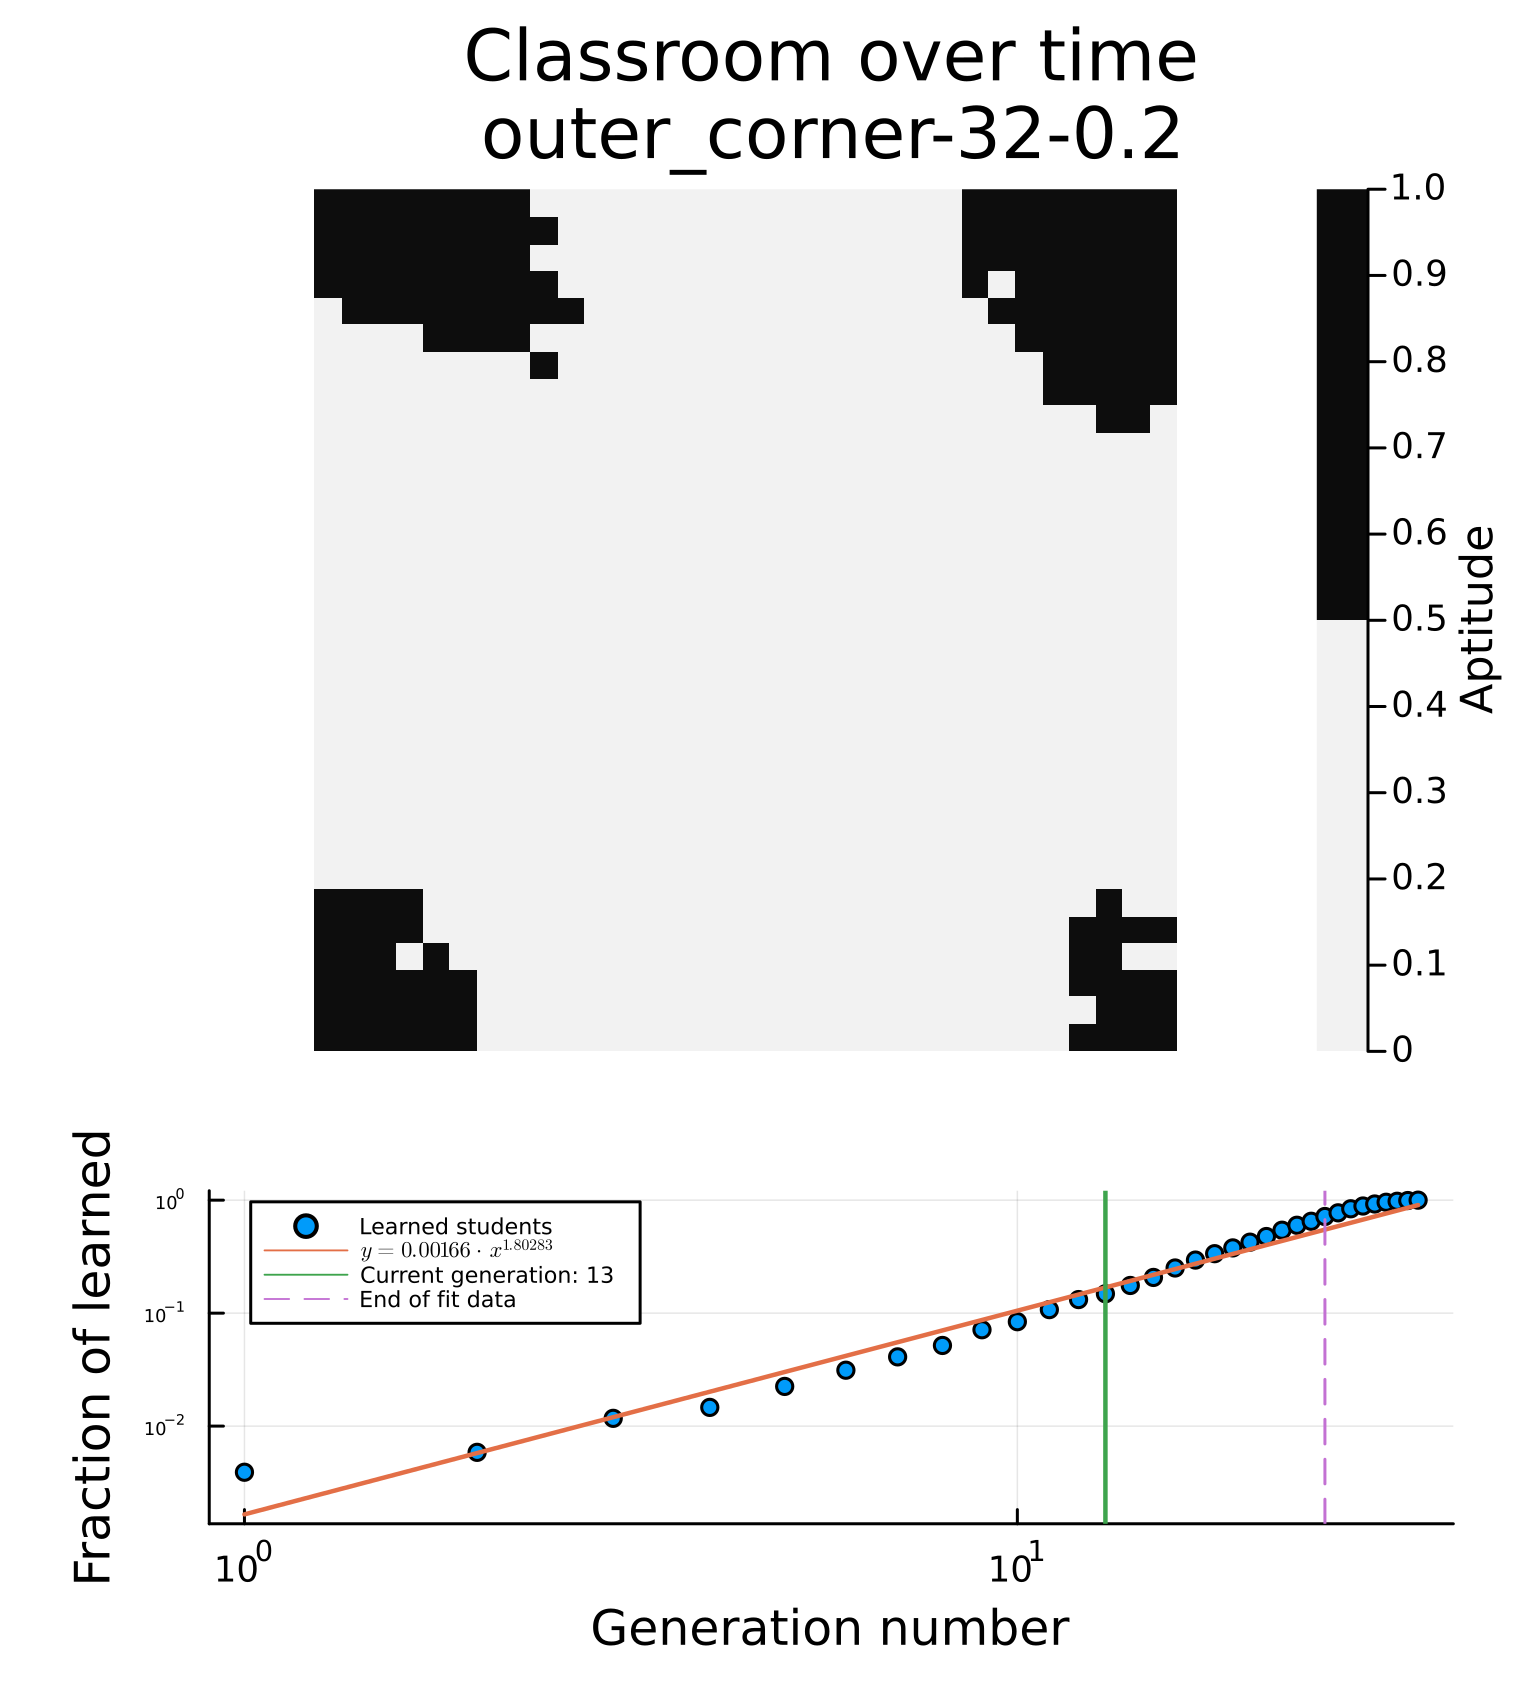 Classroom over time
outer_corner-32-0.2
1.0
0.9
0.8
0.7
0.6
0.5
0.4
0.3
0.2
0.1
0
Aptitude
Fraction of learned
10^0
10^-1
10^-2
Learned students
y = 0.00166 · x^1.80283
Current generation: 13
End of fit data
10^0
10^1
Generation number